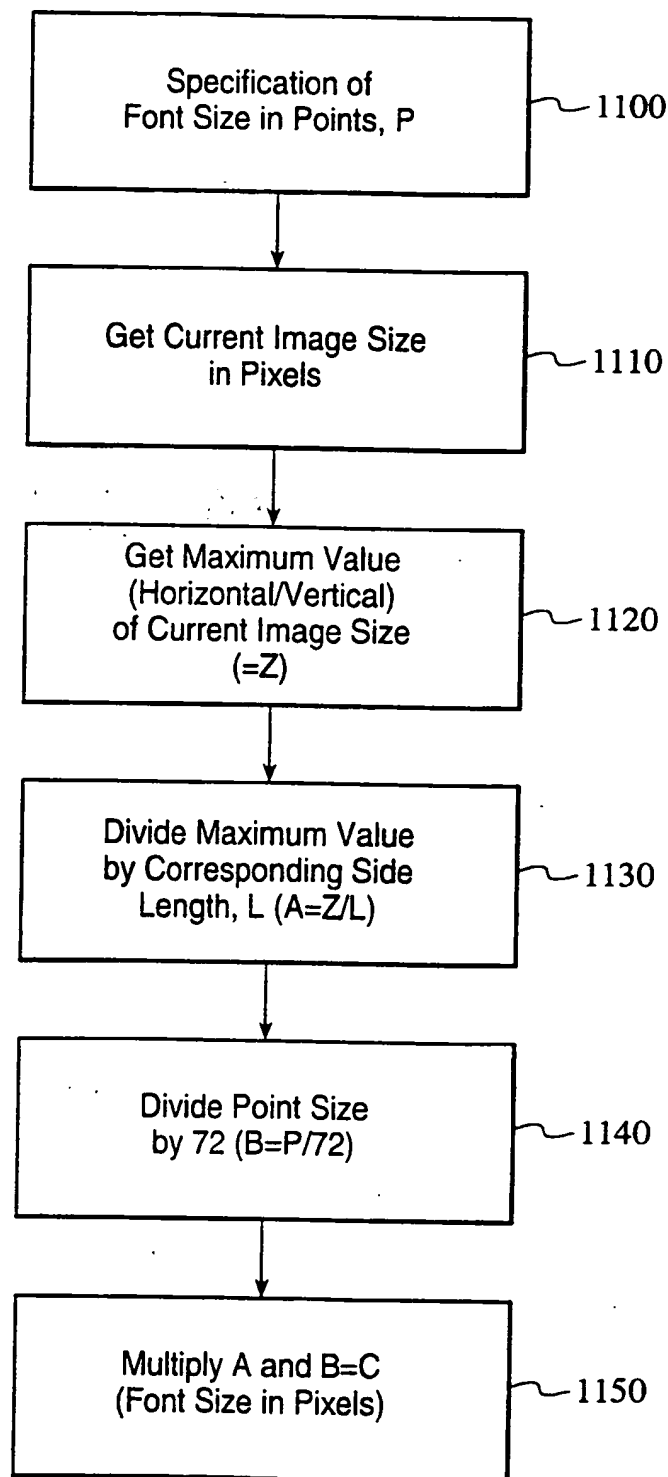 Specification of
Font Size in Points, P
1100
Get Current Image Size
in Pixels
1110
Get Maximum Value
(Horizontal/Vertical)
of Current Image Size
(=Z)
1120
Divide Maximum Value
by Corresponding Side
Length, L (A=Z/L)
1130
Divide Point Size
by 72 (B=P/72)
1140
Multiply A and B=C
(Font Size in Pixels)
1150